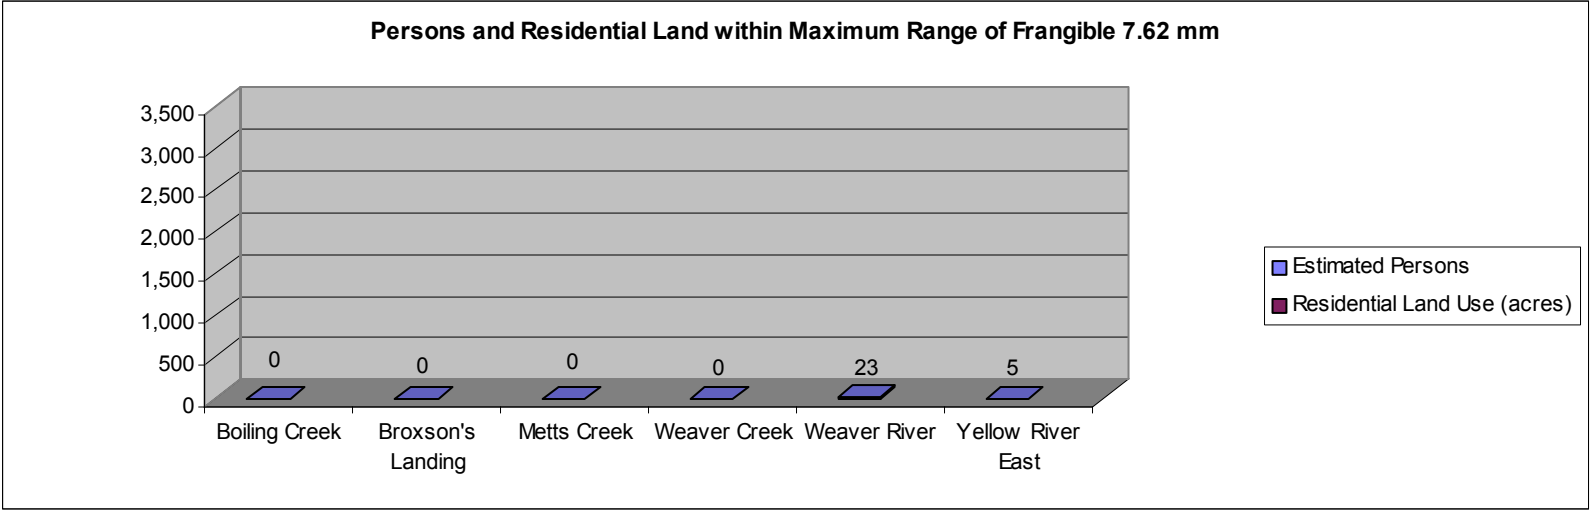 Persons and Residential Land within Maximum Range of Frangible 7.62 mm
3,500
3,000
2,500
2,000
1,500
1,000
500
0
0
0
0
0
23
5
Boiling Creek
Broxson's
Landing
Metts Creek
Weaver Creek
Weaver River
Yellow River
East
Estimated Persons
Residential Land Use (acres)